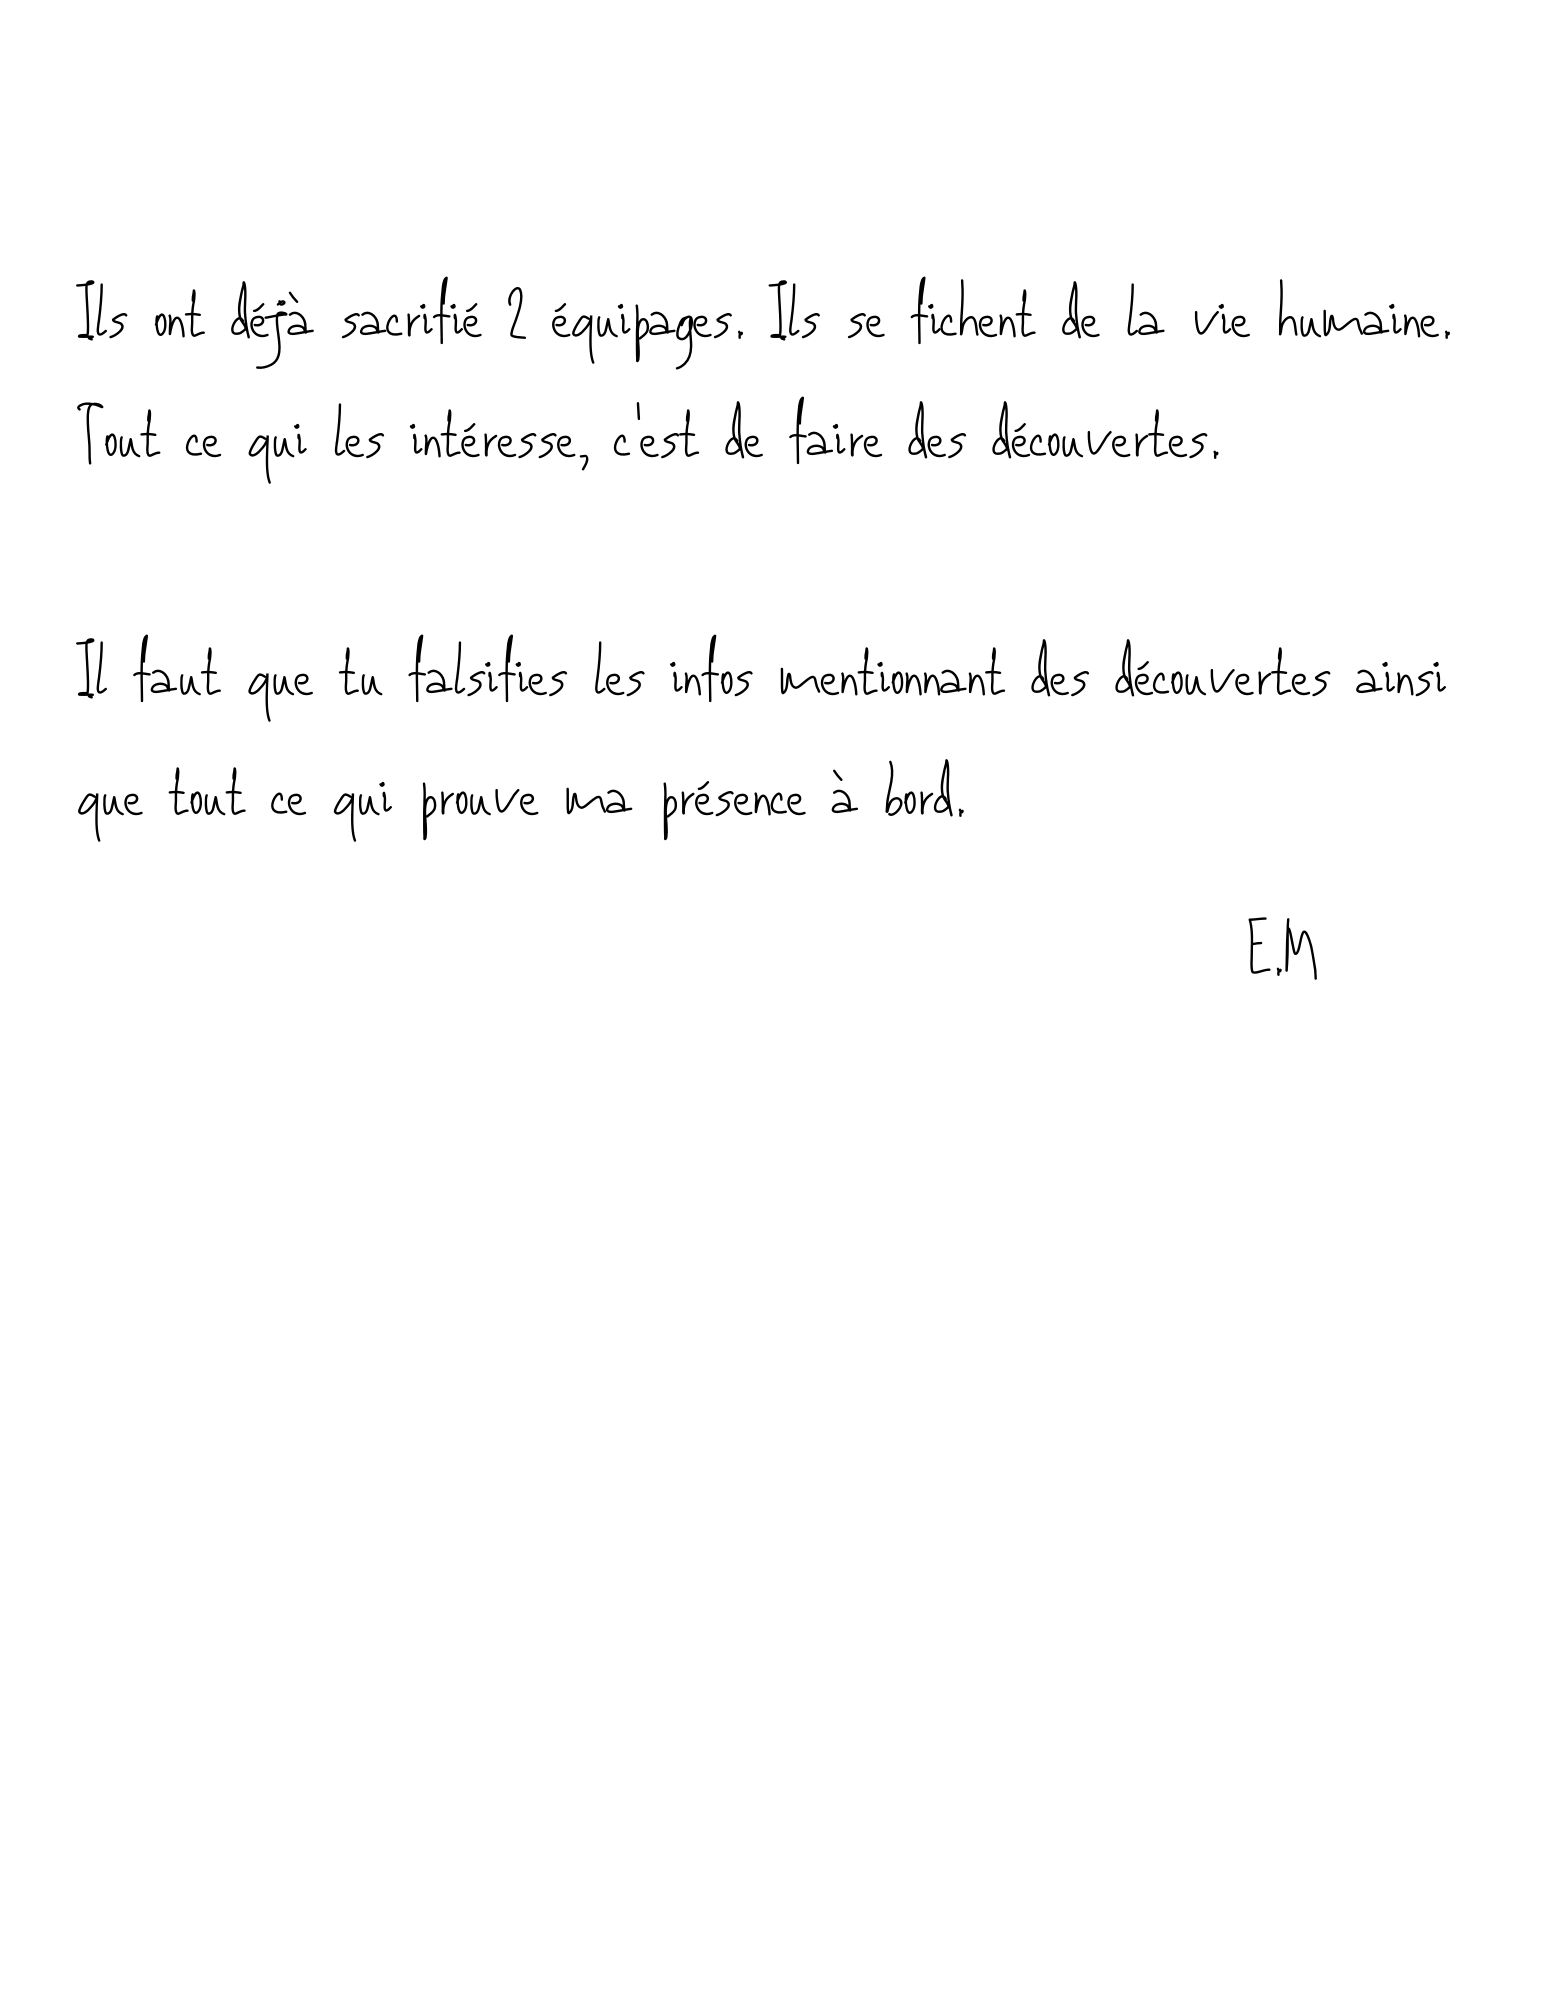 Ils ont déjà sacrifié 2 équipages. Ils se fichent de la vie humaine.
Tout ce qui les intéresse, c'est de faire des découvertes.
Il faut que tu falsifies les infos mentionnant des découvertes ainsi
que tout ce qui prouve ma présence à bord.
E.M